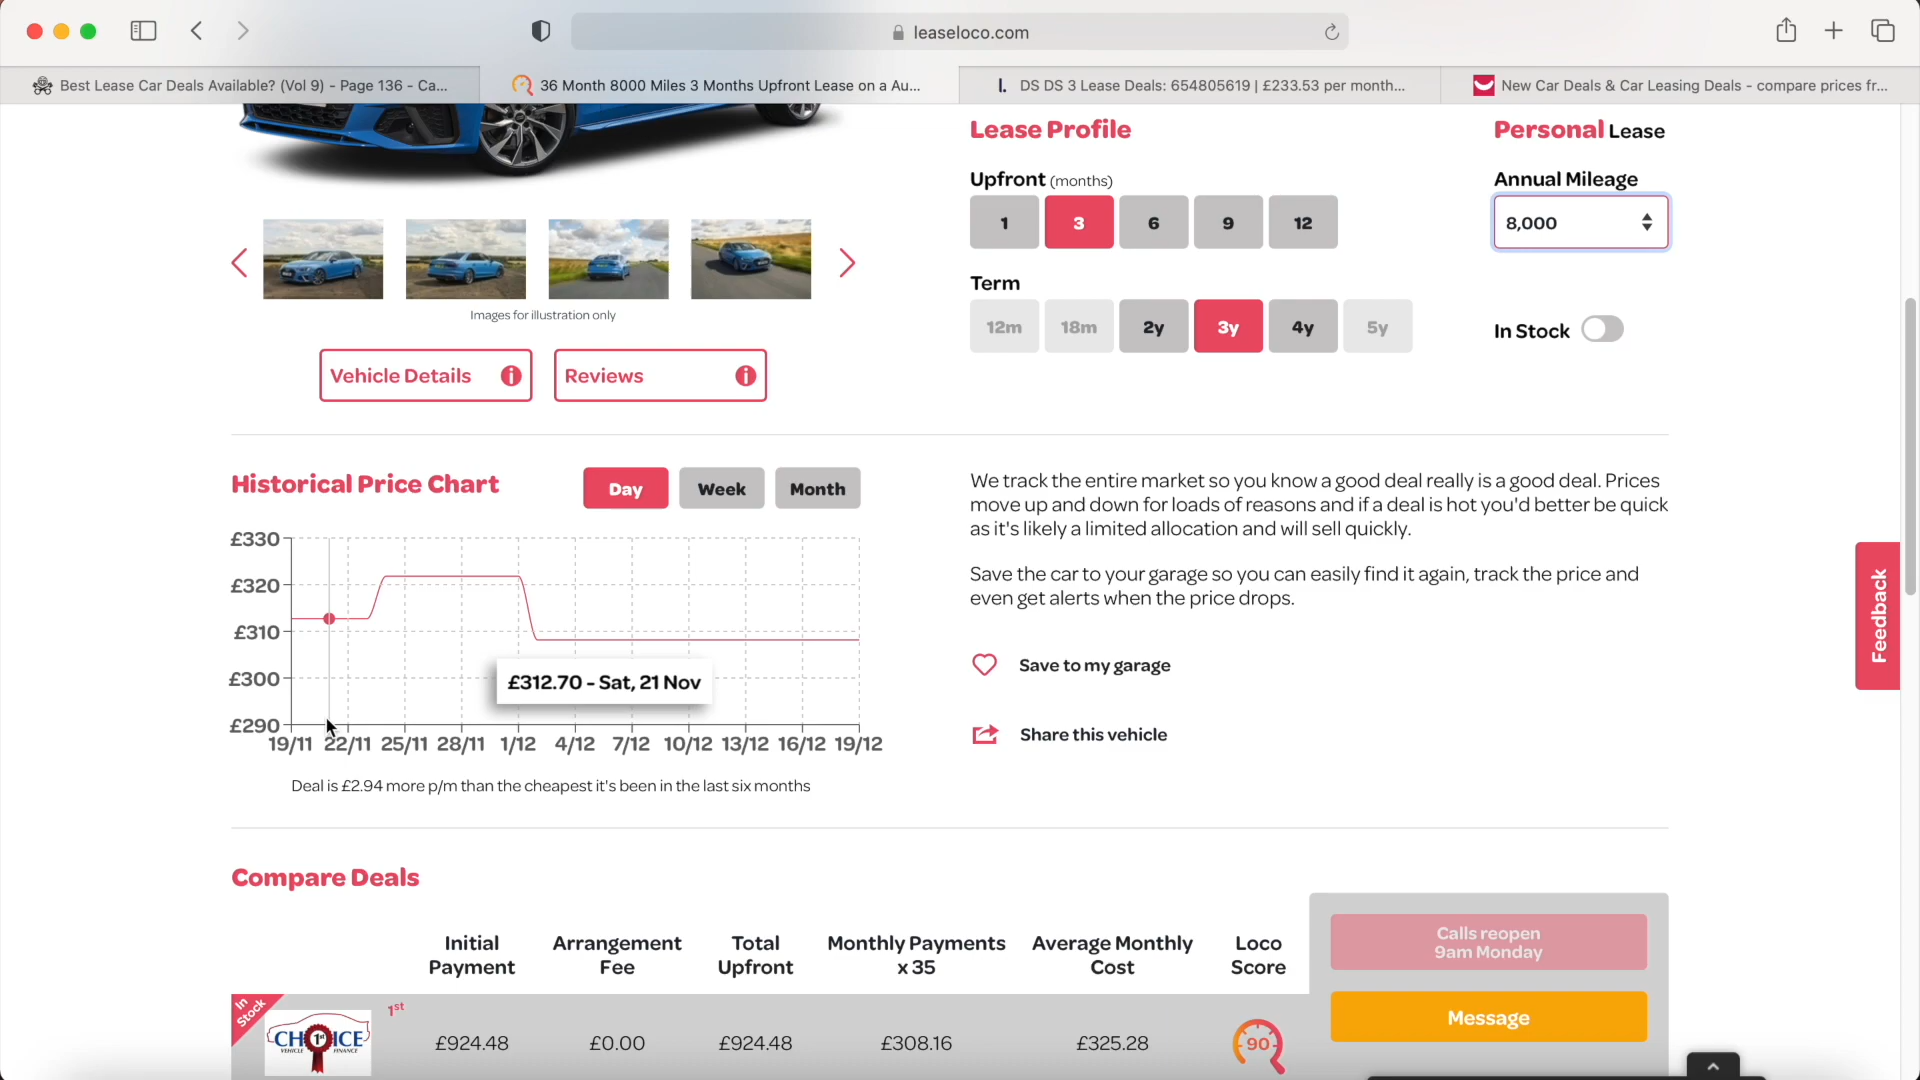 leaseloco.com
Best Lease Car Deals Available? (Vol 9) - Page 136 - Ca...
36 Month 8000 Miles 3 Months Upfront Lease on a Au...
DS DS 3 Lease Deals: 654805619 | £233.53 per month...
New Car Deals & Car Leasing Deals - compare prices fr...
Lease Profile
Personal Lease
Upfront (months)
1 3 6 9 12
Annual Mileage
8,000
Term
12m 18m 2y 3y 4y 5y
In Stock
Images for illustration only
Vehicle Details
Reviews
Historical Price Chart
Day Week Month
£330
£320
£310
£300
£290
£312.70 - Sat, 21 Nov
19/11 22/11 25/11 28/11 1/12 4/12 7/12 10/12 13/12 16/12 19/12
Deal is £2.94 more p/m than the cheapest it's been in the last six months
We track the entire market so you know a good deal really is a good deal. Prices
move up and down for loads of reasons and if a deal is hot you'd better be quick
as it's likely a limited allocation and will sell quickly.
Save the car to your garage so you can easily find it again, track the price and
even get alerts when the price drops.
Save to my garage
Share this vehicle
Feedback
Compare Deals
Initial Payment
Arrangement Fee
Total Upfront
Monthly Payments x 35
Average Monthly Cost
Loco Score
Calls reopen
9am Monday
Message
In Stock
1st
CHOICE
1st
VEHICLE FINANCE
£924.48 £0.00 £924.48 £308.16 £325.28 90